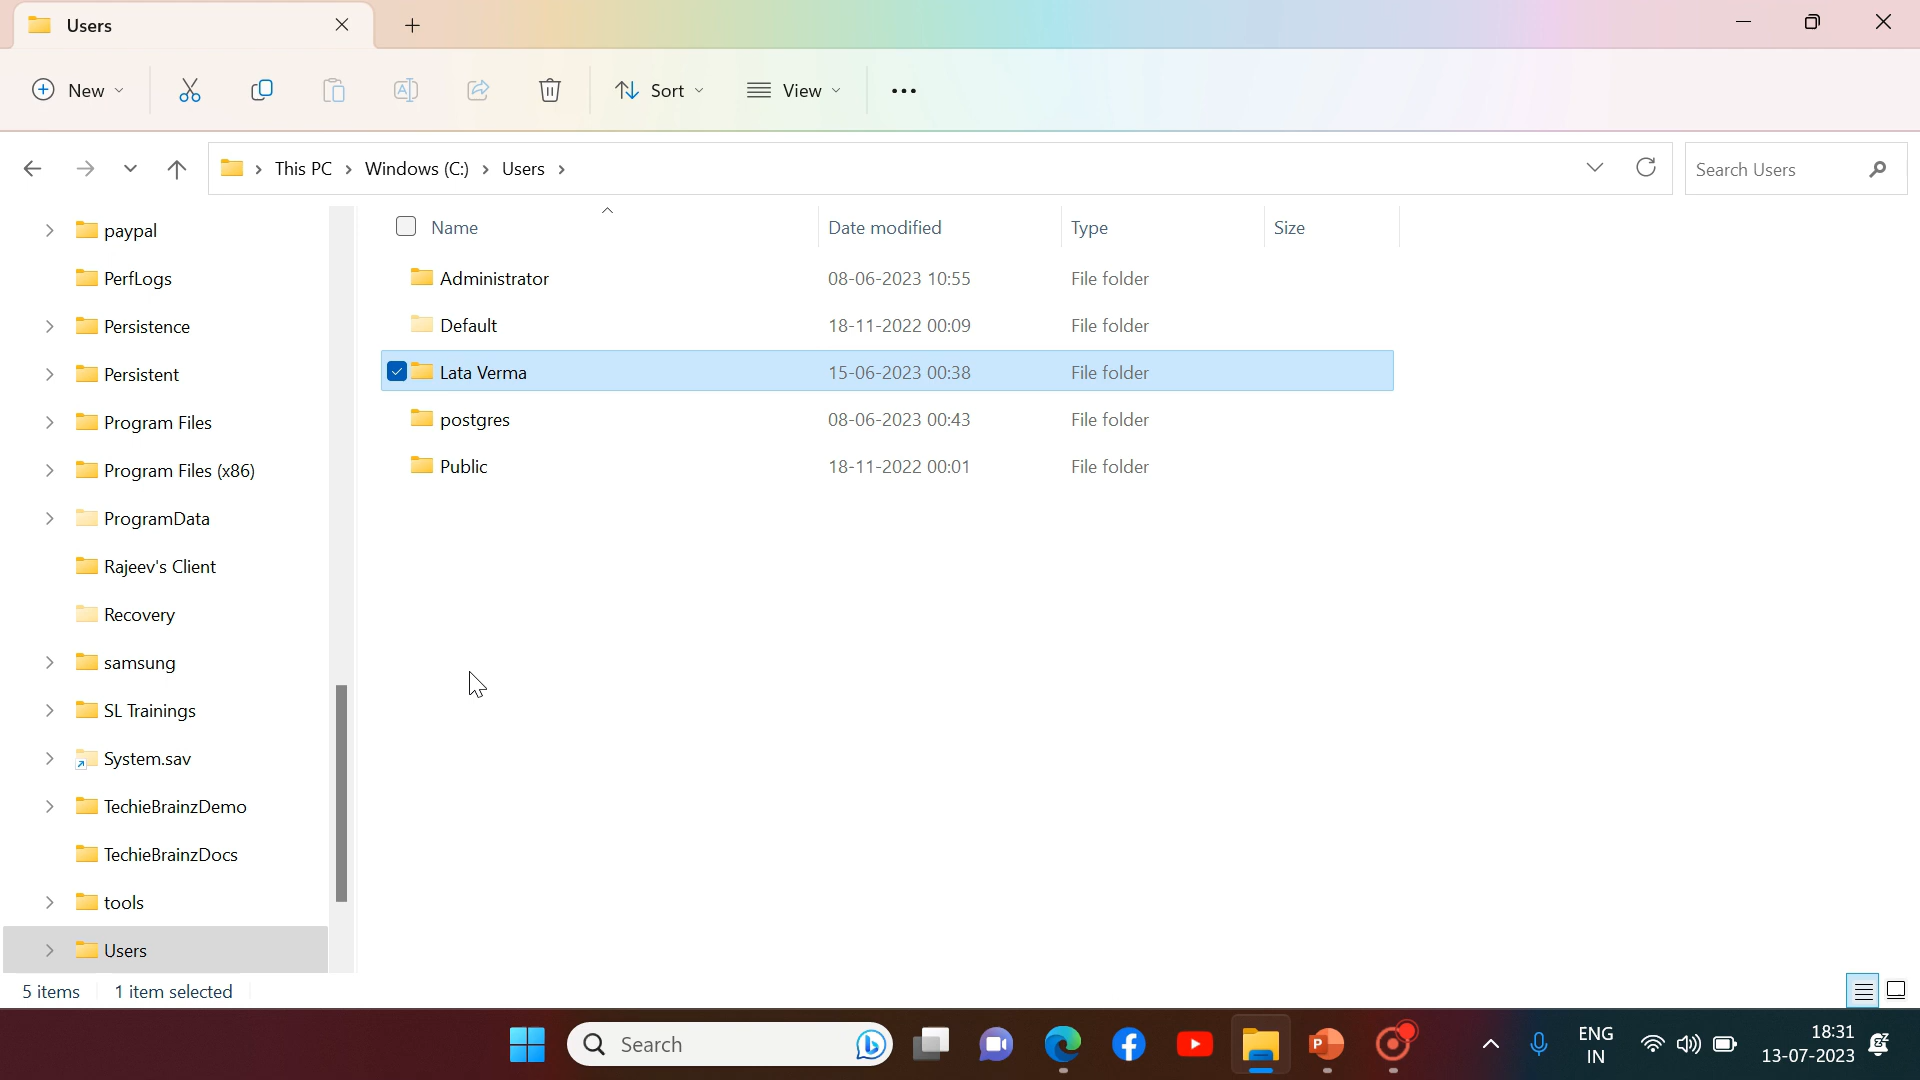 Users
New
Sort
View
This PC
Windows (C:)
Users
Search Users
paypal
PerfLogs
Persistence
Persistent
Program Files
Program Files (x86)
ProgramData
Rajeev's Client
Recovery
samsung
SL Trainings
System.sav
TechieBrainzDemo
TechieBrainzDocs
tools
Users
Name Date modified Type Size
Administrator 08-06-2023 10:55 File folder
Default 18-11-2022 00:09 File folder
Lata Verma 15-06-2023 00:38 File folder
postgres 08-06-2023 00:43 File folder
Public 18-11-2022 00:01 File folder
5 items 1 item selected
Search
ENG
IN
18:31
13-07-2023